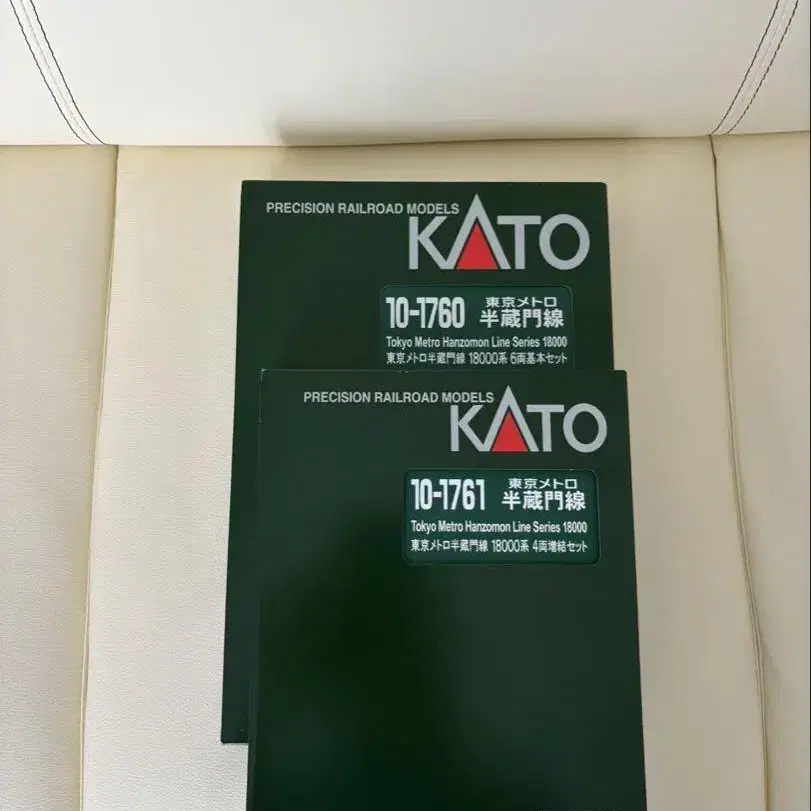 PRECISION RAILROAD MODELS
KATO
10-1760 東京メトロ
半蔵門線
Tokyo Metro Hanzomon Line Series 18000
東京メトロ半蔵門線 18000系 6両基本セット
PRECISION RAILROAD MODELS
KATO
10-1761 東京メトロ
半蔵門線
Tokyo Metro Hanzomon Line Series 18000
東京メトロ半蔵門線 18000系 4両増結セット